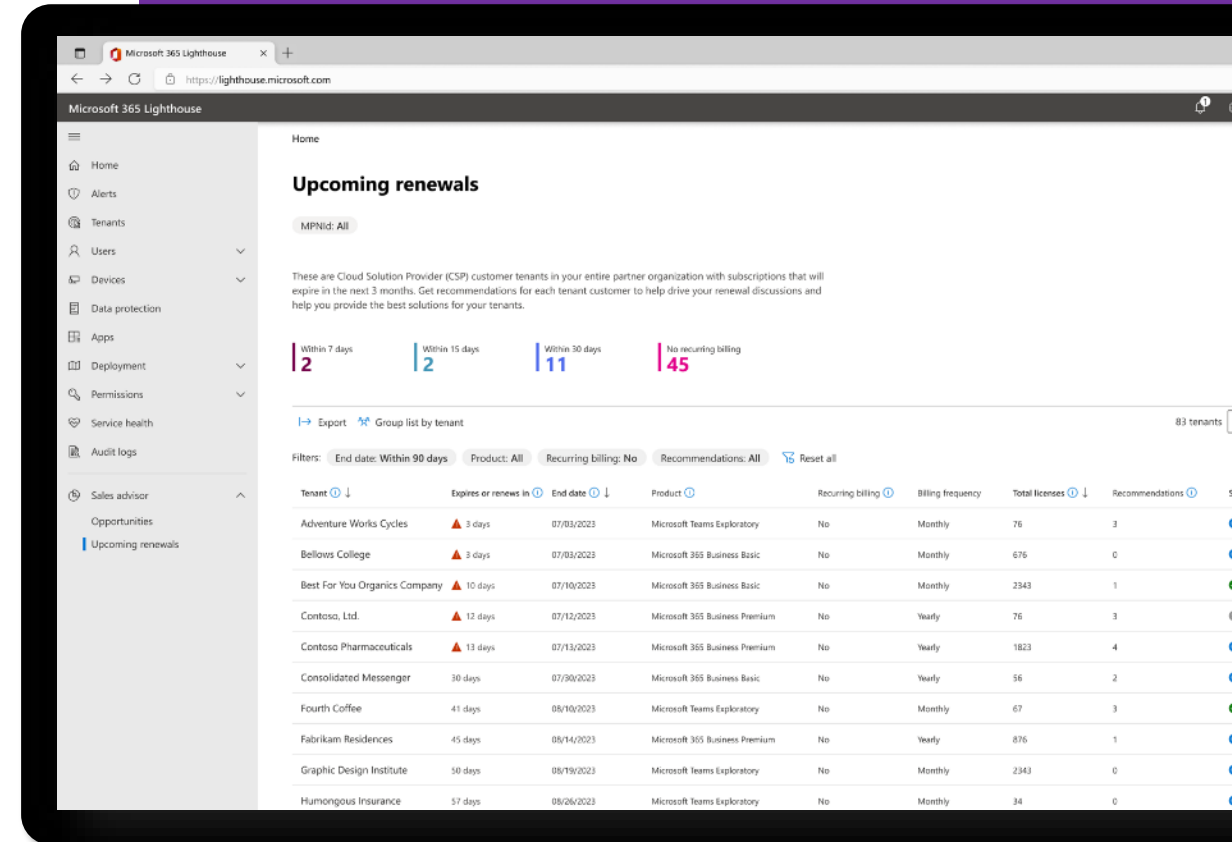 Microsoft 365 Lighthouse
https://lighthouse.microsoft.com
Microsoft 365 Lighthouse
1
Home
Alerts
Tenants
Users
Devices
Data protection
Apps
Deployment
Permissions
Service health
Audit logs
Sales advisor
Opportunities
Upcoming renewals
Home
Upcoming renewals
MPNId: All
These are Cloud Solution Provider (CSP) customer tenants in your entire partner organization with subscriptions that will
expire in the next 3 months. Get recommendations for each tenant customer to help drive your renewal discussions and
help you provide the best solutions for your tenants.
Within 7 days
2
Within 15 days
2
Within 30 days
11
No recurring billing
45
Export Group list by tenant 83 tenants
Filters: End date: Within 90 days Product: All Recurring billing: No Recommendations: All Reset all
Tenant Expires or renews in End date Product Recurring billing Billing frequency Total licenses Recommendations
Adventure Works Cycles 3 days 07/03/2023 Microsoft Teams Exploratory No Monthly 76 3
Bellows College 3 days 07/03/2023 Microsoft 365 Business Basic No Monthly 676 0
Best For You Organics Company 10 days 07/10/2023 Microsoft 365 Business Basic No Monthly 2343 1
Contoso, Ltd. 12 days 07/12/2023 Microsoft 365 Business Premium No Yearly 76 3
Contoso Pharmaceuticals 13 days 07/13/2023 Microsoft 365 Business Premium No Yearly 1823 4
Consolidated Messenger 30 days 07/30/2023 Microsoft 365 Business Basic No Yearly 56 2
Fourth Coffee 41 days 08/10/2023 Microsoft Teams Exploratory No Monthly 67 3
Fabrikam Residences 45 days 08/14/2023 Microsoft 365 Business Premium No Yearly 876 1
Graphic Design Institute 50 days 08/19/2023 Microsoft Teams Exploratory No Monthly 2343 0
Humongous Insurance 57 days 08/26/2023 Microsoft Teams Exploratory No Monthly 34 0